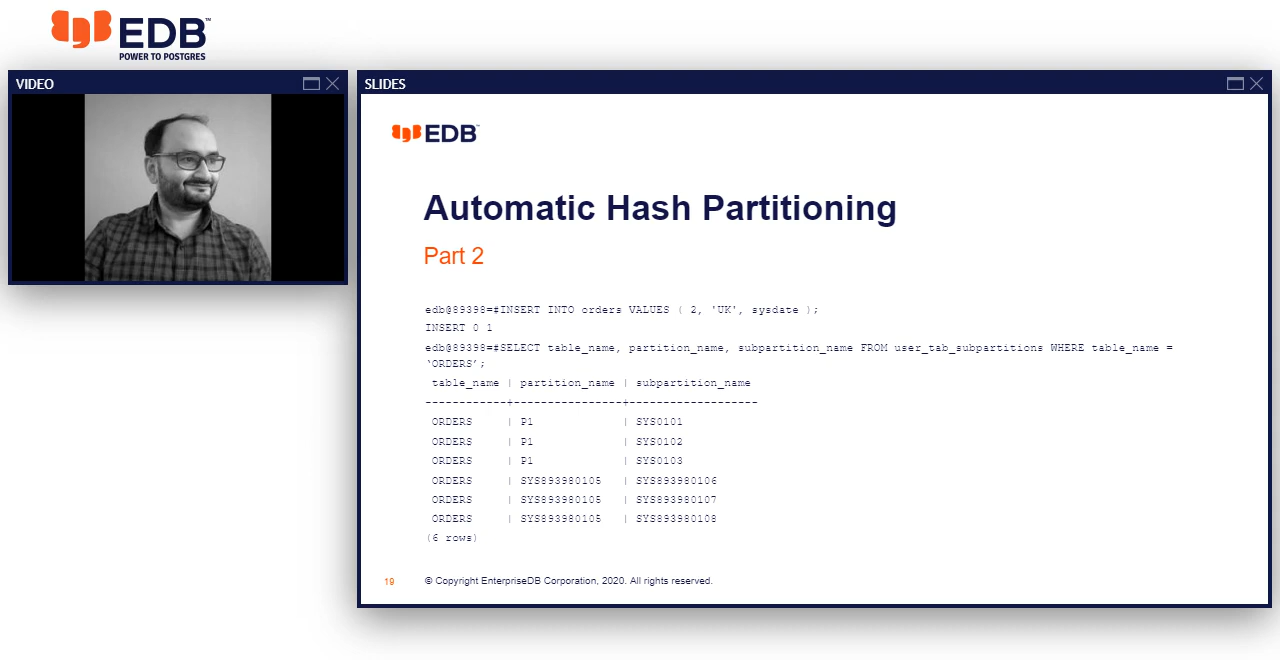 EDB™
POWER TO POSTGRES
VIDEO
SLIDES
EDB™
Automatic Hash Partitioning
Part 2
edb@89398=#INSERT INTO orders VALUES ( 2, 'UK', sysdate );
INSERT 0 1
edb@89398=#SELECT table_name, partition_name, subpartition_name FROM user_tab_subpartitions WHERE table_name =
‘ORDERS’;
table_name | partition_name | subpartition_name
------------+----------------+-------------------
ORDERS | P1 | SYS0101
ORDERS | P1 | SYS0102
ORDERS | P1 | SYS0103
ORDERS | SYS893980105 | SYS893980106
ORDERS | SYS893980105 | SYS893980107
ORDERS | SYS893980105 | SYS893980108
(6 rows)
19
© Copyright EnterpriseDB Corporation, 2020. All rights reserved.